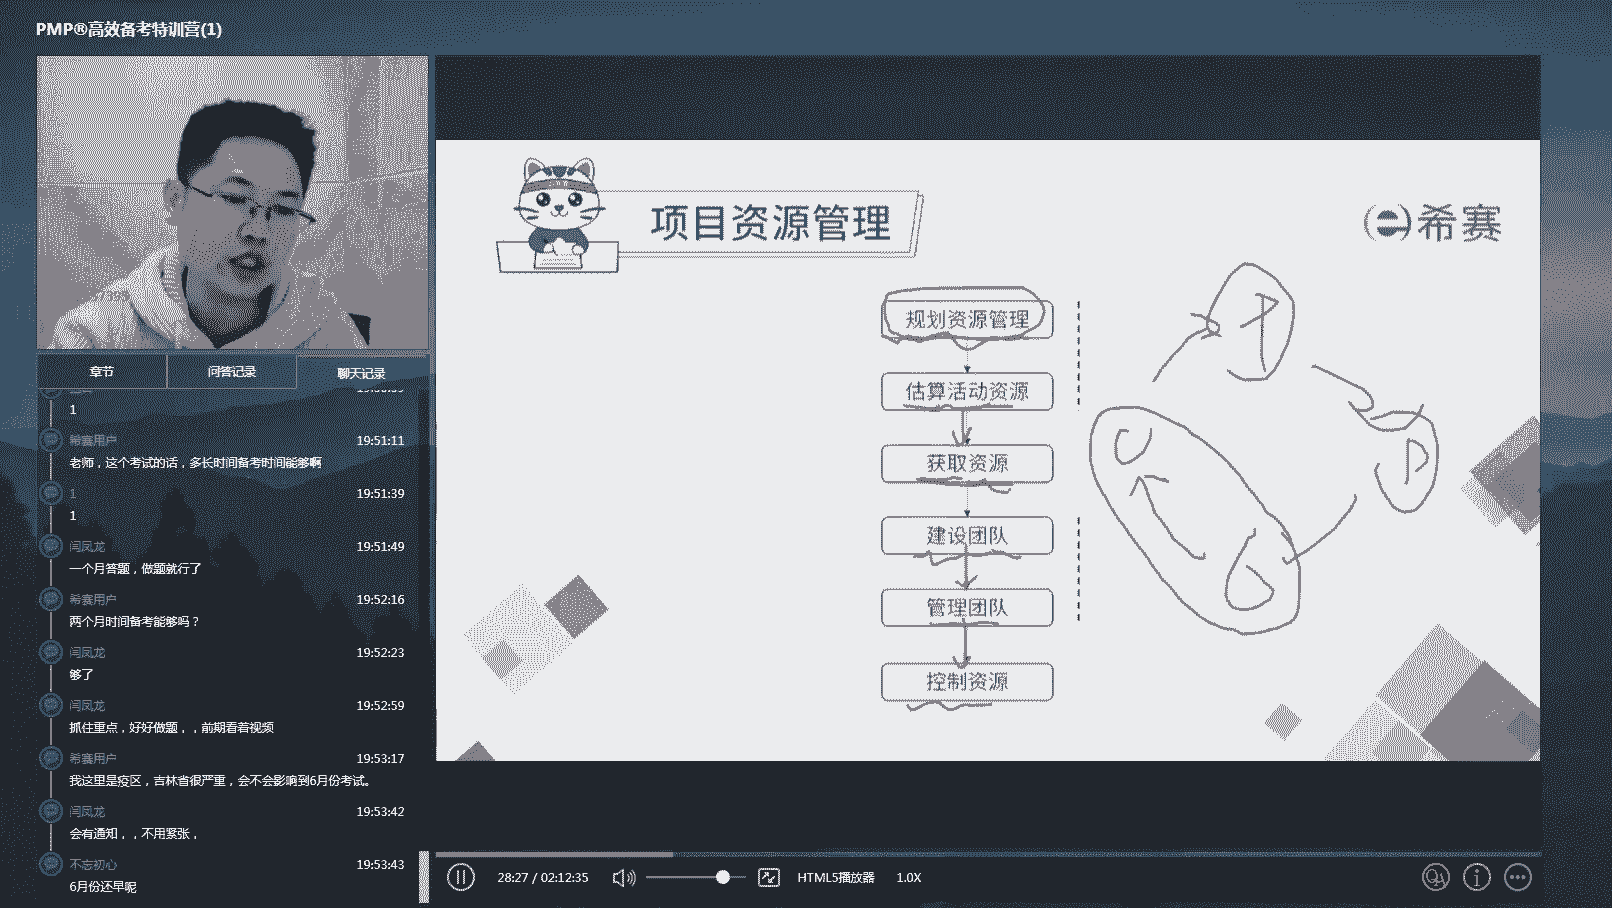 PMP®高效备考特训营(1)
章节
问答记录
聊天记录
1
希赛用户
19:51:11
老师，这个考试的话，多长时间备考时间能够啊
1
19:51:39
1
闫凤龙
19:51:49
一个月答题，做题就行了
希赛用户
19:52:16
两个月时间备考能够吗？
闫凤龙
19:52:23
够了
闫凤龙
19:52:59
抓住重点，好好做题，，前期看着视频
希赛用户
19:53:17
我这里是疫区，吉林省很严重，会不会影响到6月份考试。
闫凤龙
19:53:42
会有通知，，不用紧张，
不忘初心
19:53:43
6月份还早呢
项目资源管理
希赛
规划资源管理
估算活动资源
获取资源
建设团队
管理团队
控制资源
P
D
28:27 / 02:12:35
HTML5播放器
1.0X